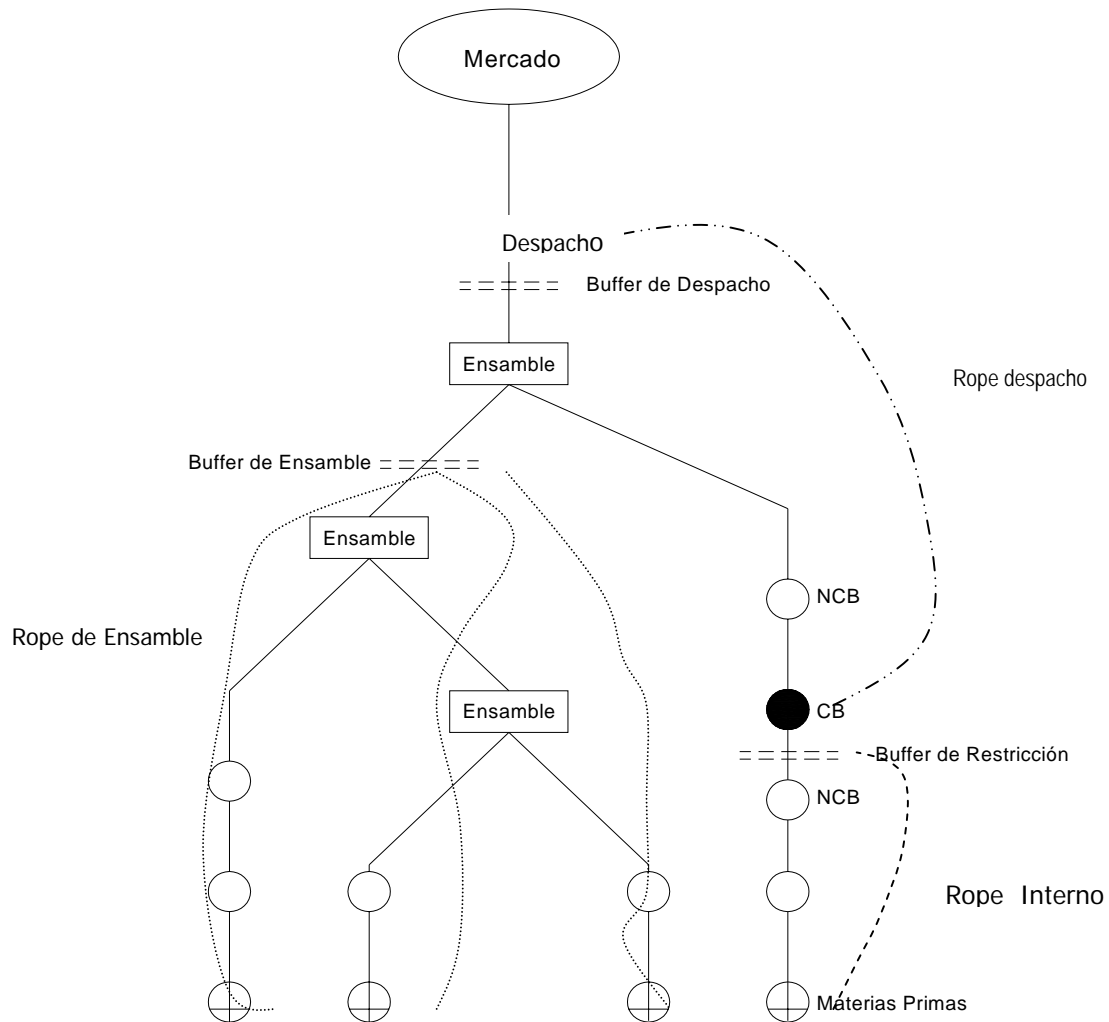 Mercado
Despacho
Buffer de Despacho
Ensamble
Rope despacho
Buffer de Ensamble
Ensamble
NCB
Rope de Ensamble
Ensamble
CB
Buffer de Restricción
NCB
Rope Interno
Materias Primas